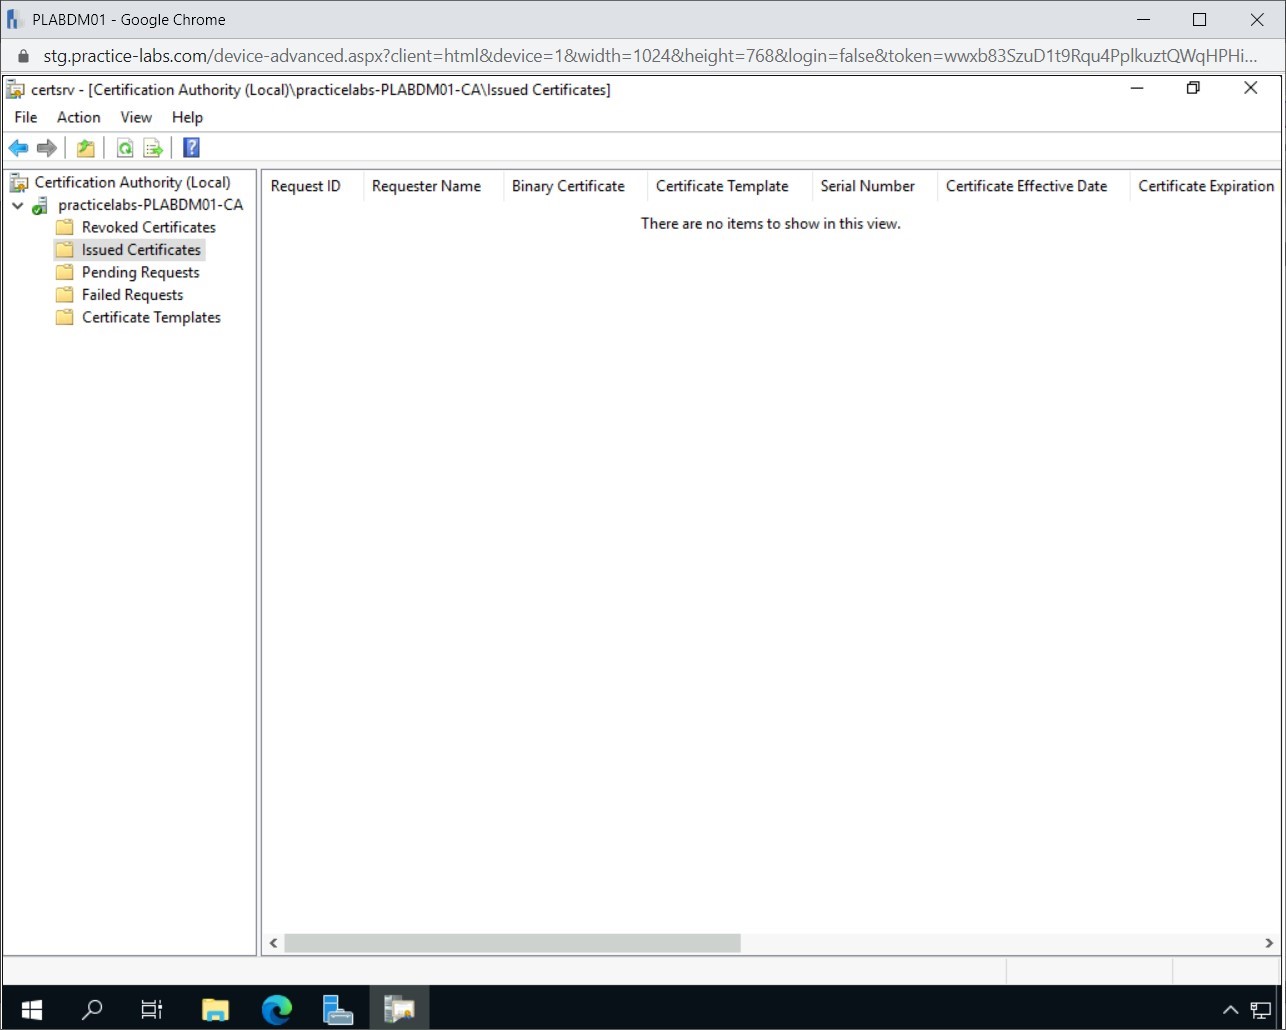 PLABDM01 - Google Chrome
stg.practice-labs.com/device-advanced.aspx?client=html&device=1&width=1024&height=768&login=false&token=wwxb83SzuD1t9Rqu4PplkuztQWqHPHi...
certsrv - [Certification Authority (Local)\practicelabs-PLABDM01-CA\Issued Certificates]
File Action View Help
Certification Authority (Local)
practicelabs-PLABDM01-CA
Revoked Certificates
Issued Certificates
Pending Requests
Failed Requests
Certificate Templates
Request ID Requester Name Binary Certificate Certificate Template Serial Number Certificate Effective Date Certificate Expiration
There are no items to show in this view.